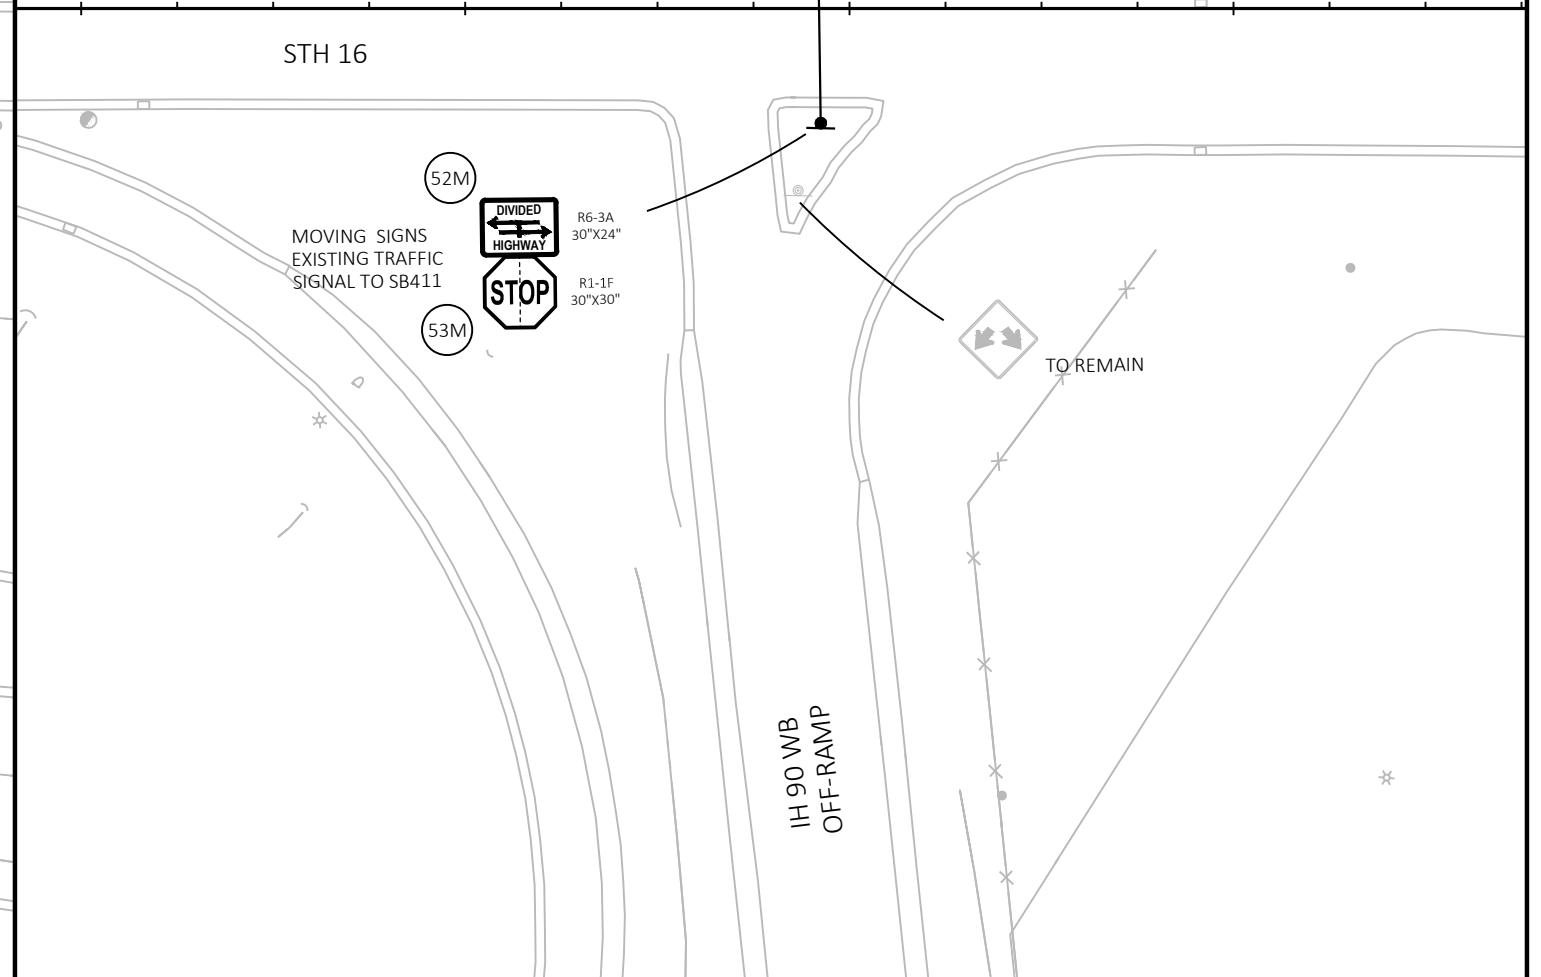 STH 16
52M
DIVIDED
HIGHWAY
R6-3A
30"X24"
MOVING SIGNS
EXISTING TRAFFIC
SIGNAL TO SB411
STOP
R1-1F
30"X30"
53M
TO REMAIN
IH 90 WB
OFF-RAMP